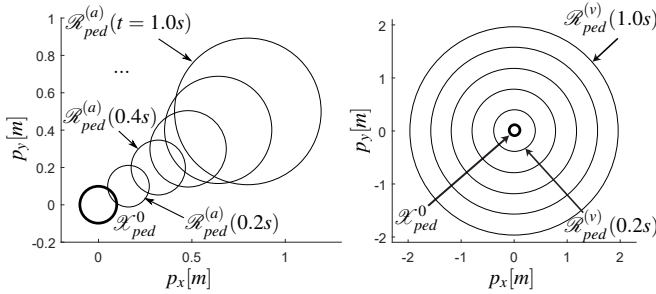 ℛ_ped^(a)(t = 1.0s)
...
ℛ_ped^(a)(0.4s)
𝒳_ped^0
ℛ_ped^(a)(0.2s)
1
0.8
0.6
0.4
0.2
0
-0.2
0
0.5
1
p_y[m]
p_x[m]
ℛ_ped^(v)(1.0s)
𝒳_ped^0
ℛ_ped^(v)(0.2s)
2
1
0
-1
-2
-2
-1
0
1
2
p_y[m]
p_x[m]